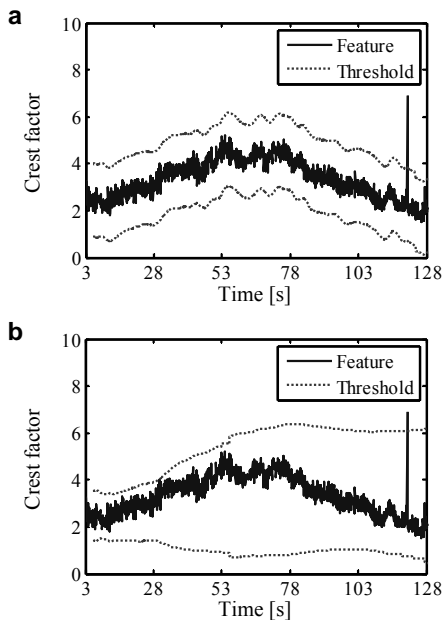 a
10
8
6
4
2
0
Crest factor
Feature
Threshold
3 28 53 78 103 128
Time [s]
b
10
8
6
4
2
0
Crest factor
Feature
Threshold
3 28 53 78 103 128
Time [s]